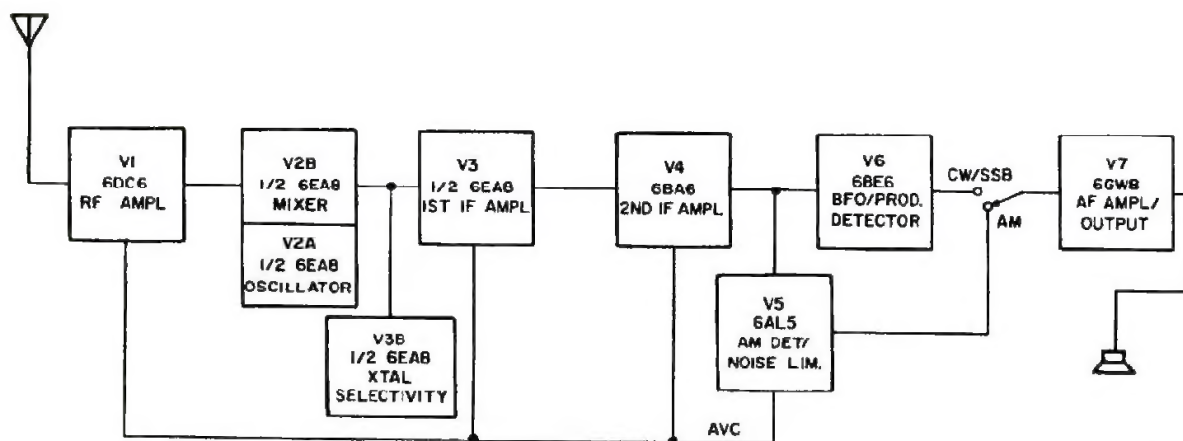 V1
6DC6
RF AMPL
V2B
1/2 6EA8
MIXER
V2A
1/2 6EA8
OSCILLATOR
V3B
1/2 6EA8
XTAL
SELECTIVITY
V3
1/2 6EA8
1ST IF AMPL
V4
6BA6
2ND IF AMPL
V6
6BE6
BFO/PROD.
DETECTOR
V5
6AL5
AM DET/
NOISE LIM.
AVC
CW/SSB
AM
V7
6GW8
AF AMPL/
OUTPUT